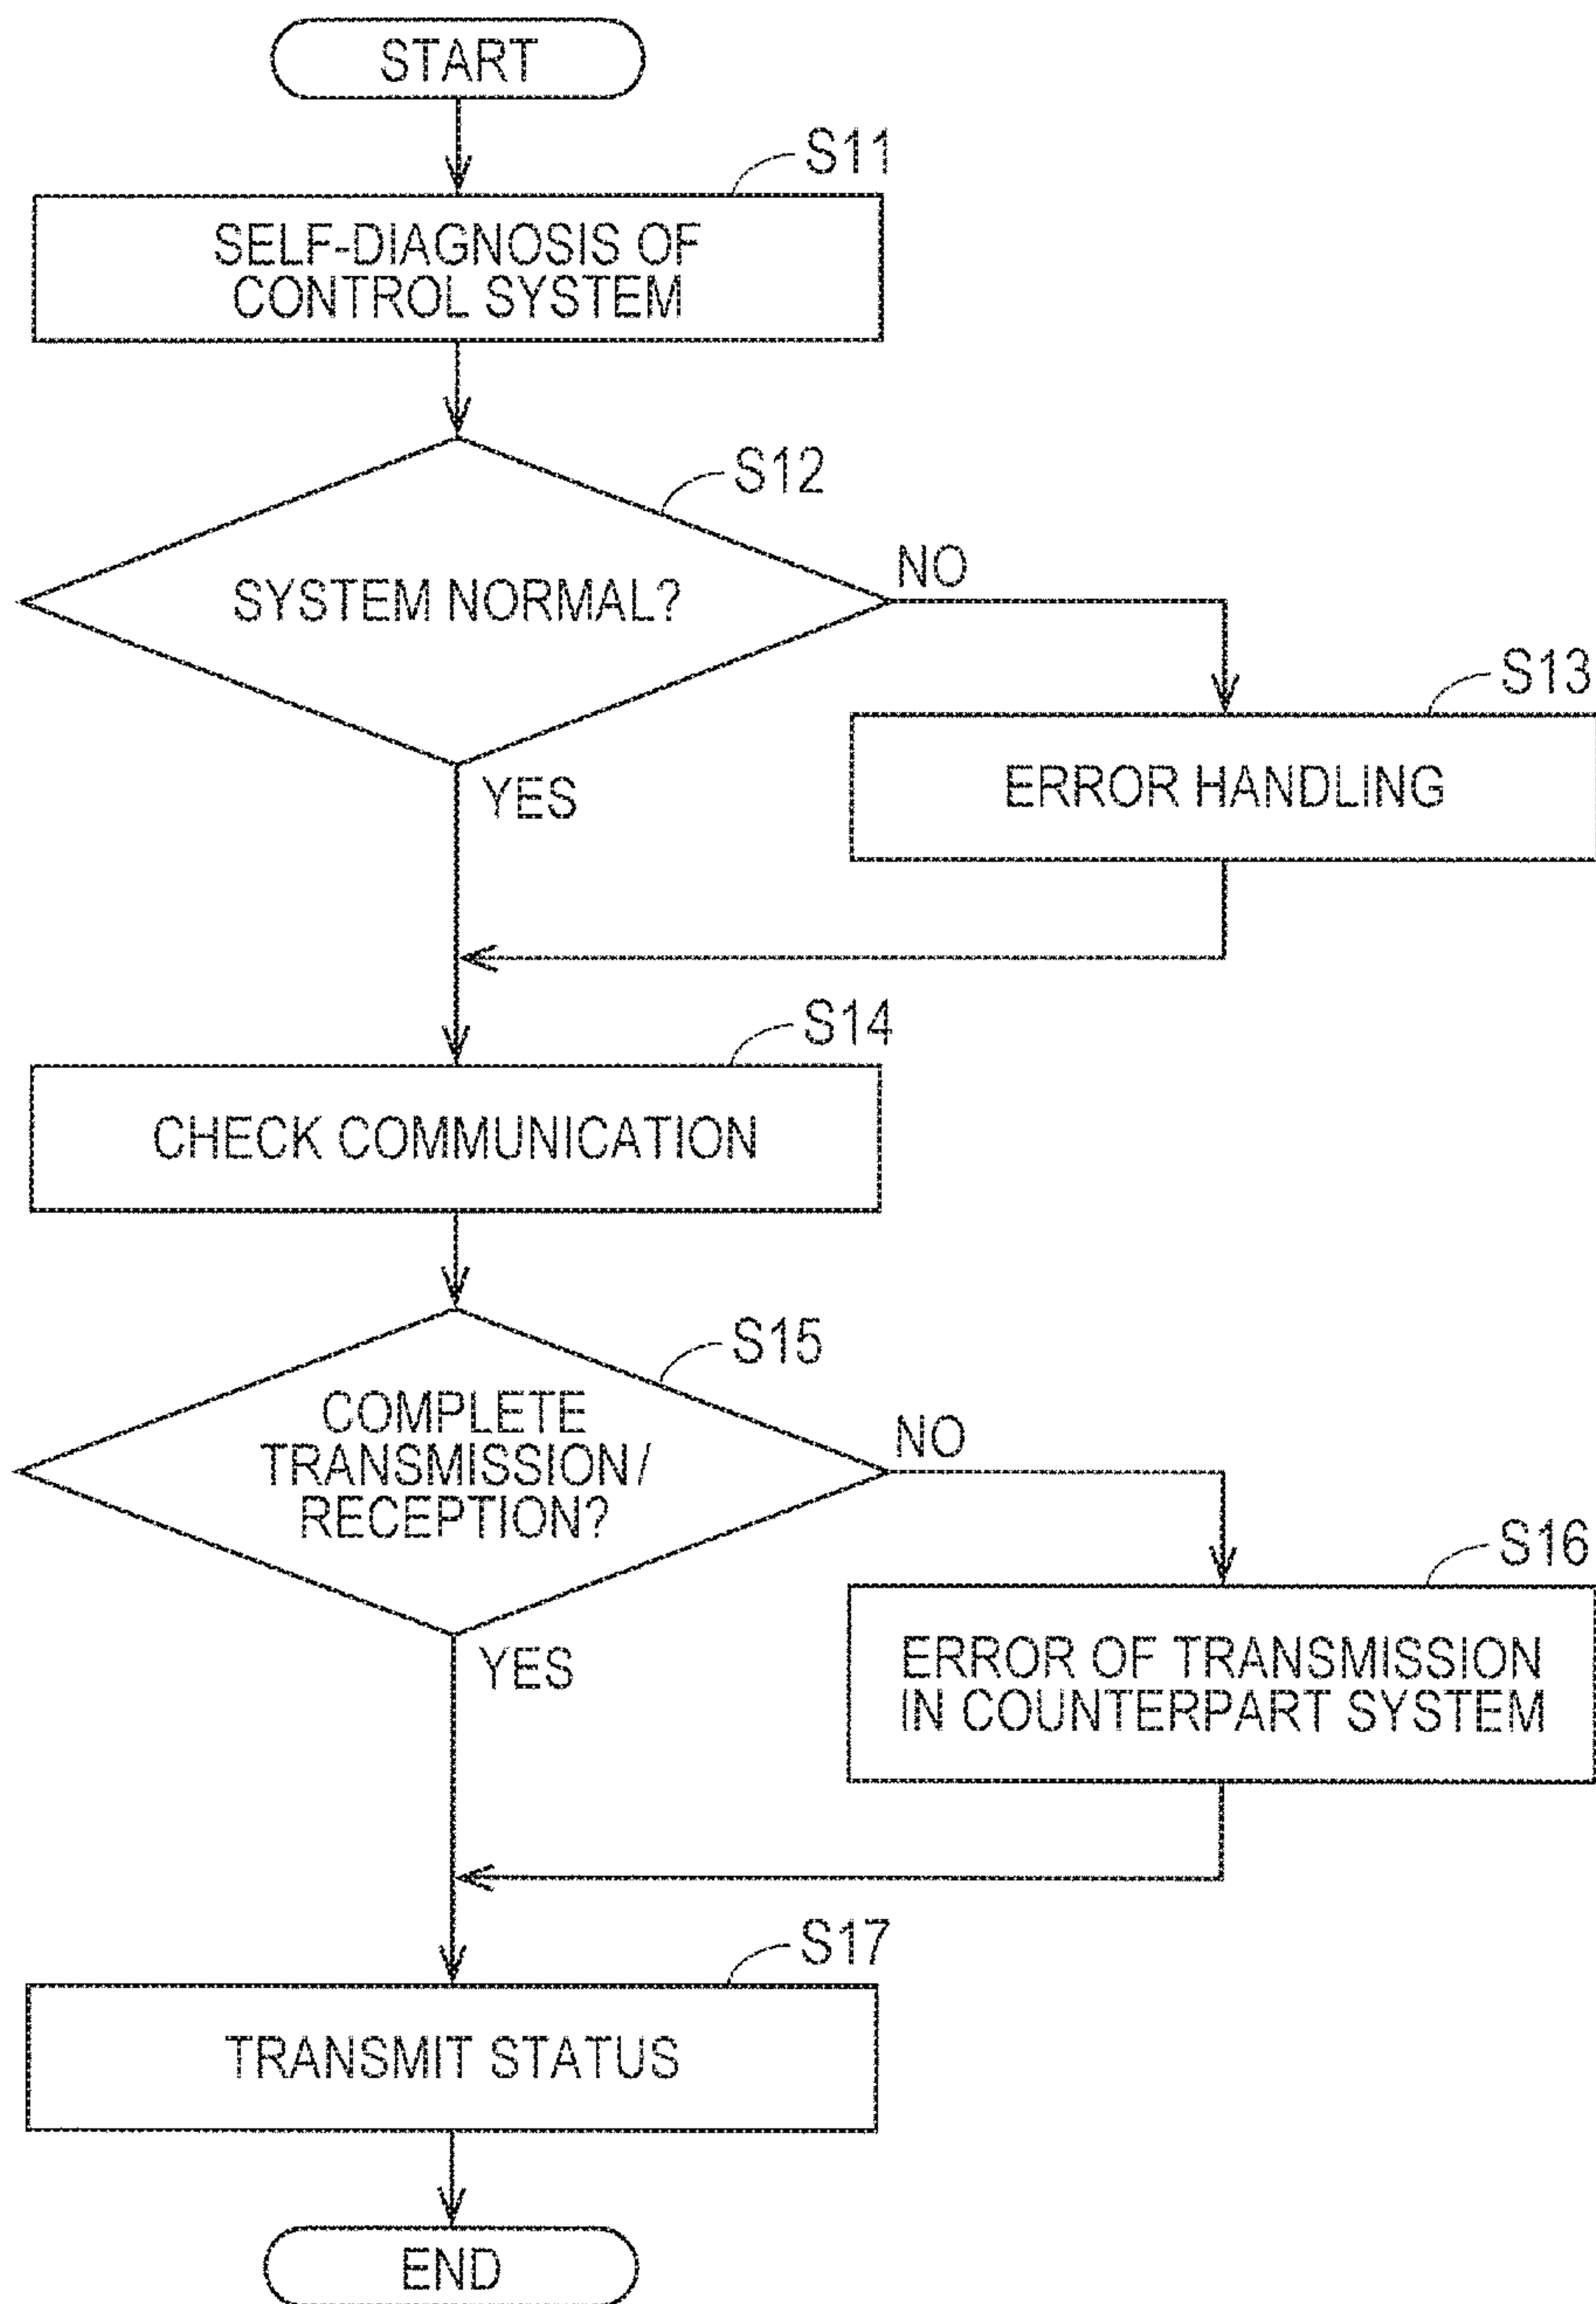 START
S11
SELF-DIAGNOSIS OF
CONTROL SYSTEM
S12
SYSTEM NORMAL?
NO
S13
ERROR HANDLING
YES
S14
CHECK COMMUNICATION
S15
COMPLETE
TRANSMISSION/
RECEPTION?
NO
S16
ERROR OF TRANSMISSION
IN COUNTERPART SYSTEM
YES
S17
TRANSMIT STATUS
END